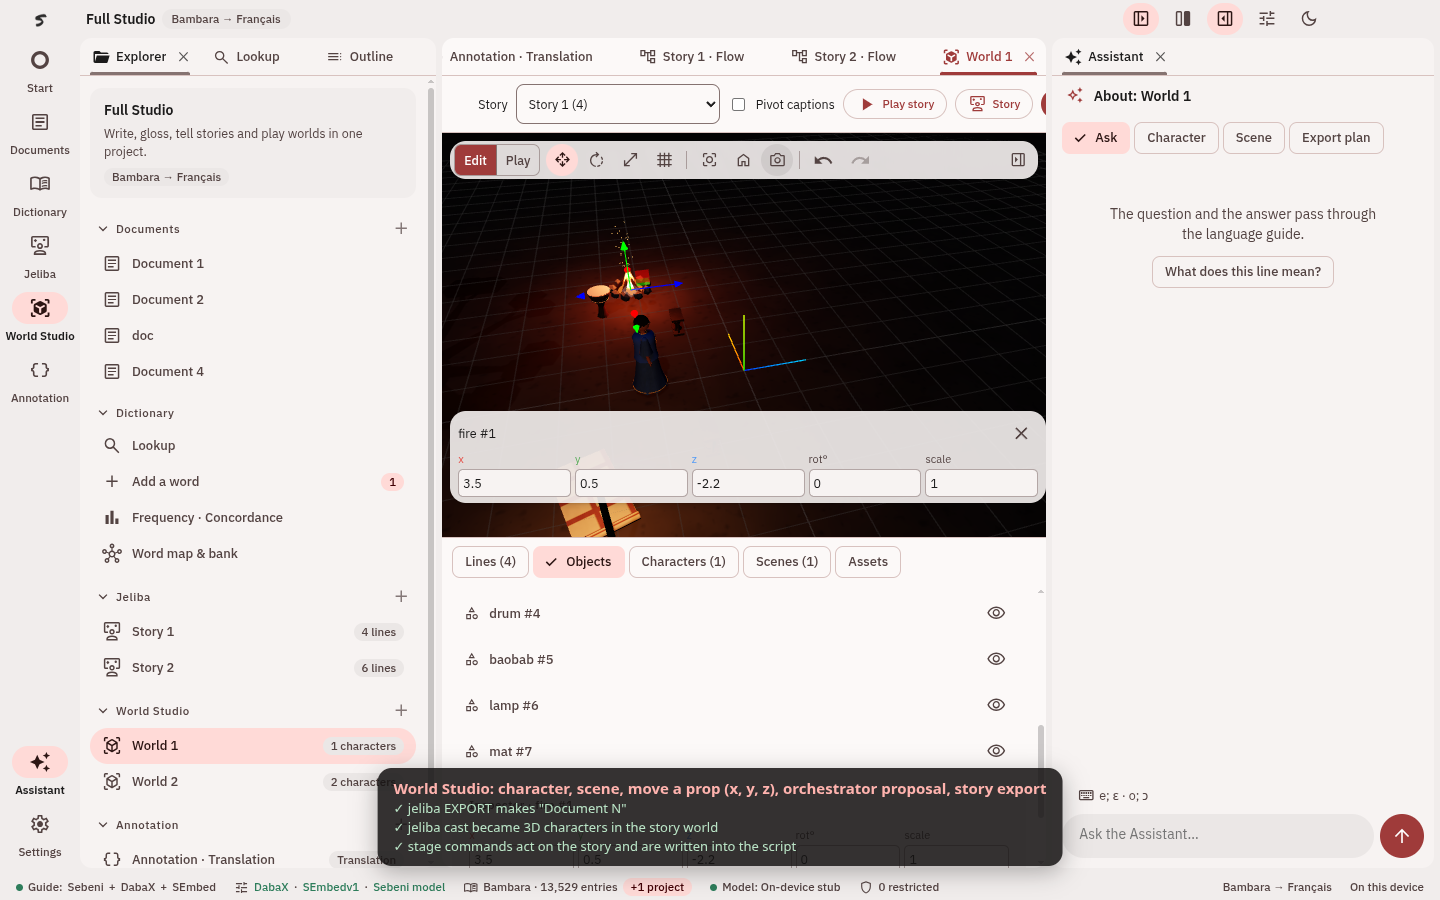 Full Studio
Bambara → Français
Start
Documents
Dictionary
Jeliba
World Studio
Annotation
Assistant
Settings
Explorer
Lookup
Outline
Full Studio
Write, gloss, tell stories and play worlds in one
project.
Bambara → Français
Documents
Document 1
Document 2
doc
Document 4
Dictionary
Lookup
Add a word
1
Frequency · Concordance
Word map & bank
Jeliba
Story 1
4 lines
Story 2
6 lines
World Studio
World 1
1 characters
World 2
Annotation
Annotation · Translation
Annotation · Translation
Story 1 · Flow
Story 2 · Flow
World 1
Story
Story 1 (4)
Pivot captions
Play story
Story
Edit
Play
fire #1
x
y
z
rot°
scale
3.5
0.5
-2.2
0
1
Lines (4)
Objects
Characters (1)
Scenes (1)
Assets
drum #4
baobab #5
lamp #6
mat #7
rot°
scale
3.5
0.5
-2.2
0
1
World Studio: character, scene, move a prop (x, y, z), orchestrator proposal, story export
✓ jeliba EXPORT makes "Document N"
✓ jeliba cast became 3D characters in the story world
✓ stage commands act on the story and are written into the script
Assistant
About: World 1
Ask
Character
Scene
Export plan
The question and the answer pass through
the language guide.
What does this line mean?
e; ɛ · o; ɔ
Ask the Assistant...
Guide: Sebeni + DabaX + SEmbed
DabaX · SEmbedv1 · Sebeni model
Bambara · 13,529 entries
+1 project
Model: On-device stub
0 restricted
Bambara → Français
On this device